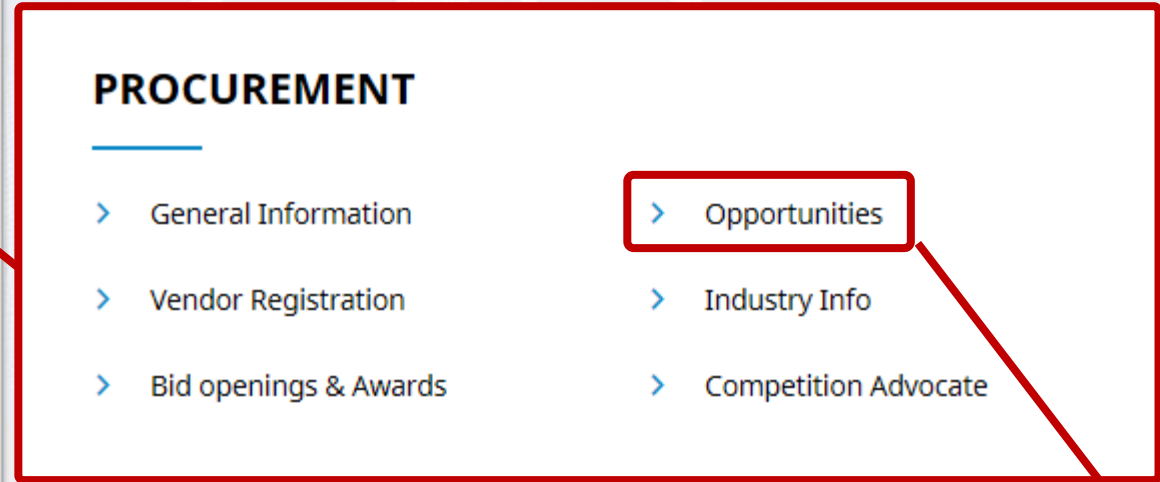 PROCUREMENT
General Information
Opportunities
Vendor Registration
Industry Info
Bid openings & Awards
Competition Advocate